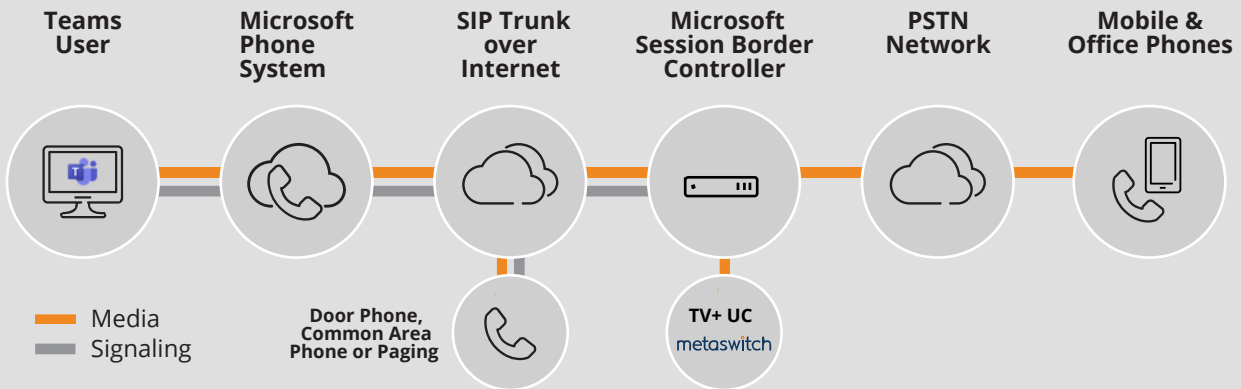 Teams
User
Microsoft
Phone
System
SIP Trunk
over
Internet
Microsoft
Session Border
Controller
PSTN
Network
Mobile &
Office Phones
T
Media
Signaling
Door Phone,
Common Area
Phone or Paging
TV+ UC
metaswitch